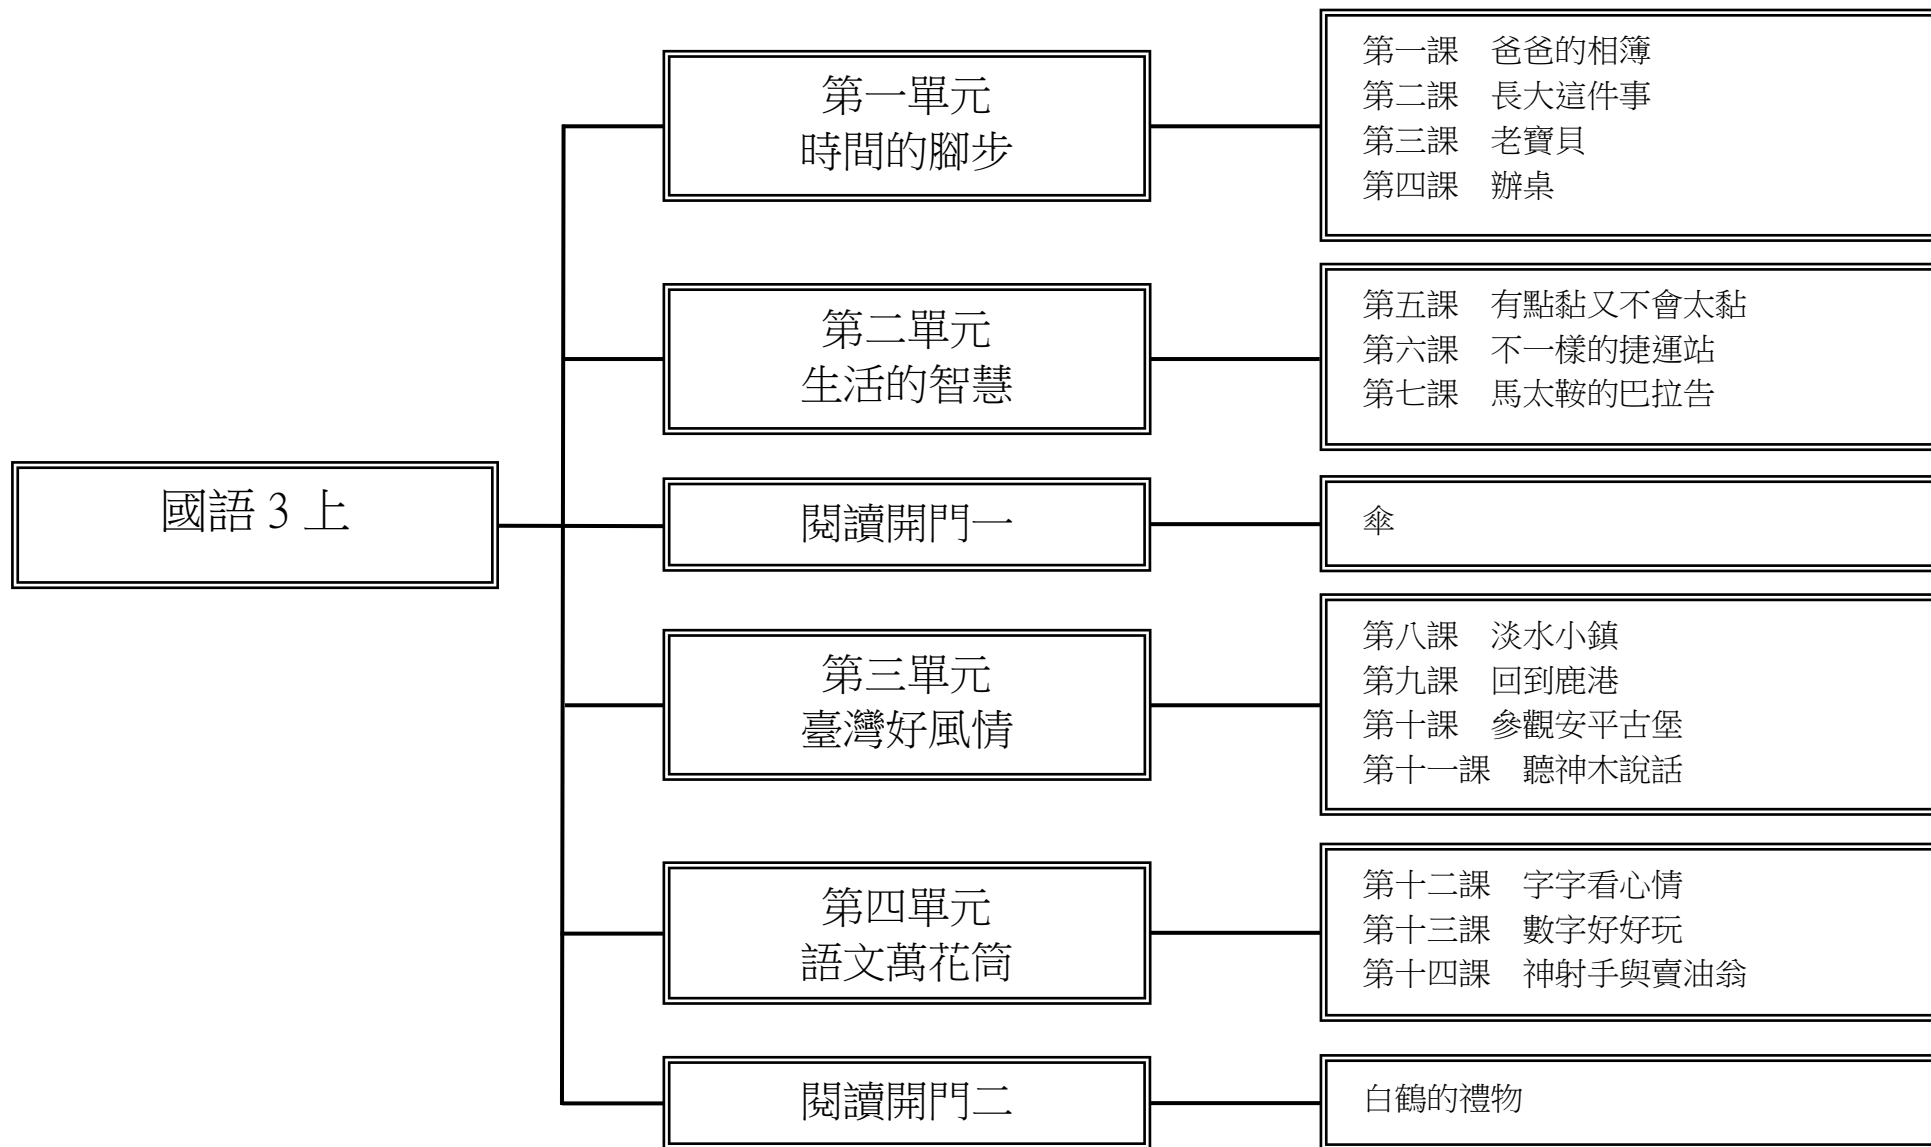 國語 3 上
第一單元
時間的腳步
第一課　爸爸的相簿
第二課　長大這件事
第三課　老寶貝
第四課　辦桌
第二單元
生活的智慧
第五課　有點黏又不會太黏
第六課　不一樣的捷運站
第七課　馬太鞍的巴拉告
閱讀開門一
傘
第三單元
臺灣好風情
第八課　淡水小鎮
第九課　回到鹿港
第十課　參觀安平古堡
第十一課　聽神木說話
第四單元
語文萬花筒
第十二課　字字看心情
第十三課　數字好好玩
第十四課　神射手與賣油翁
閱讀開門二
白鶴的禮物